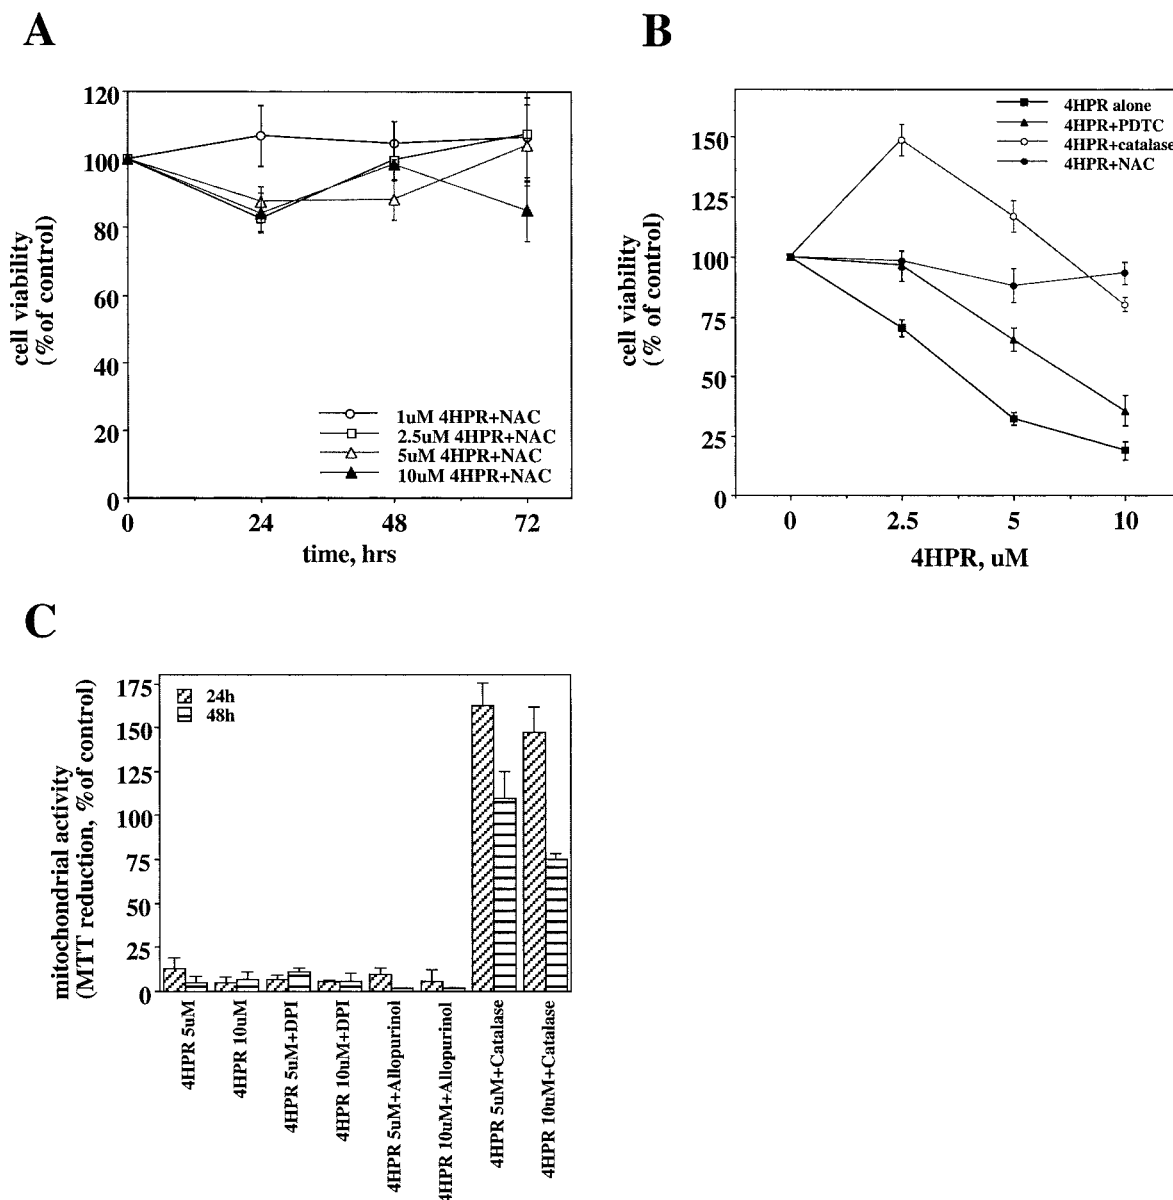 A
120
100
80
60
40
20
0
0 24 48 72
time, hrs
cell viability
(% of control)
1uM 4HPR+NAC
2.5uM 4HPR+NAC
5uM 4HPR+NAC
10uM 4HPR+NAC
B
150
125
100
75
50
25
0
0 2.5 5 10
4HPR, uM
cell viability
(% of control)
4HPR alone
4HPR+PDTC
4HPR+catalase
4HPR+NAC
C
175
150
125
100
75
50
25
0
mitochondrial activity
(MTT reduction, %of control)
24h
48h
4HPR 5uM
4HPR 10uM
4HPR 5uM+DPI
4HPR 10uM+DPI
4HPR 5uM+Allopurinol
4HPR 10uM+Allopurinol
4HPR 5uM+Catalase
4HPR 10uM+Catalase